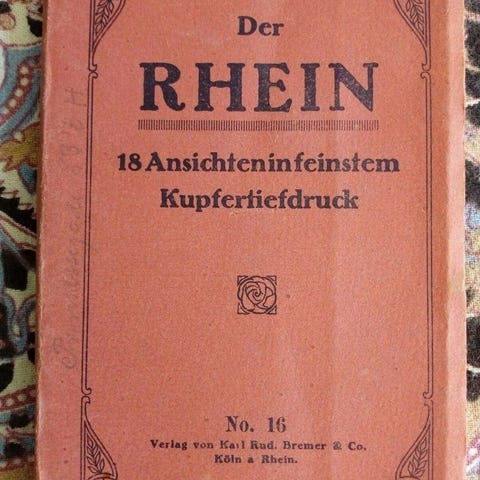 Der
RHEIN
18 Ansichten in feinstem
Kupfertiefdruck
No. 16
Verlag von Karl Rud. Bremer & Co.
Köln a Rhein.